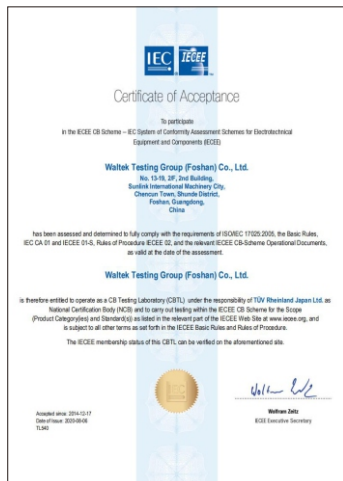 IEC IECEE
Certificate of Acceptance
To participate
in the IECEE CB Scheme – IEC System of Conformity Assessment Schemes for Electrotechnical
Equipment and Components (IECEE)
Waltek Testing Group (Foshan) Co., Ltd.
No. 13-19, 2/F, 2nd Building,
Sunlink International Machinery City,
Chencun Town, Shunde District,
Foshan, Guangdong,
China
has been assessed and determined to fully comply with the requirements of ISO/IEC 17025:2005, the Basic Rules,
IEC CA 01 and IECEE 01-S, Rules of Procedure IECEE 02, and the relevant IECEE CB-Scheme Operational Documents,
as valid at the date of the assessment.
Waltek Testing Group (Foshan) Co., Ltd.
is therefore entitled to operate as a CB Testing Laboratory (CBTL) under the responsibility of TÜV Rheinland Japan Ltd. as
National Certification Body (NCB) and to carry out testing within the IECEE CB Scheme for the Scope
(Product Category(ies) and Standard(s)) as listed in the relevant part of the IECEE Web Site at www.iecee.org, and
is subject to all other terms as set forth in the IECEE Basic Rules and Rules of Procedure.
The IECEE membership status of this CBTL can be verified on the aforementioned site.
IEC
Accepted since: 2014-12-17
Date of Issue:
Wolfram Zeitz
IECEE Executive Secretary